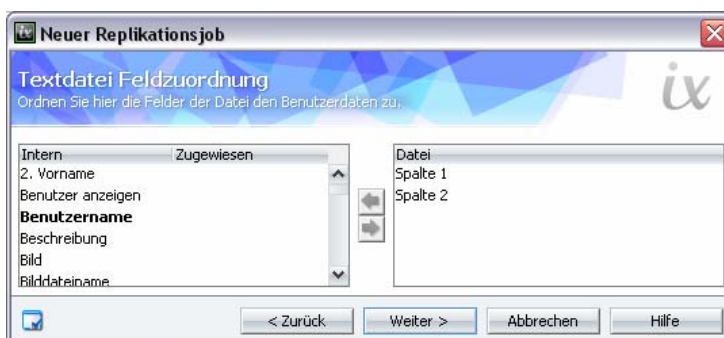 ix Neuer Replikationsjob
Textdatei Feldzuordnung
Ordnen Sie hier die Felder der Datei den Benutzerdaten zu.
ix
Intern Zugewiesen
2. Vorname
Benutzer anzeigen
Benutzername
Beschreibung
Bild
Bilddateiname
Datei
Spalte 1
Spalte 2
< Zurück Weiter > Abbrechen Hilfe